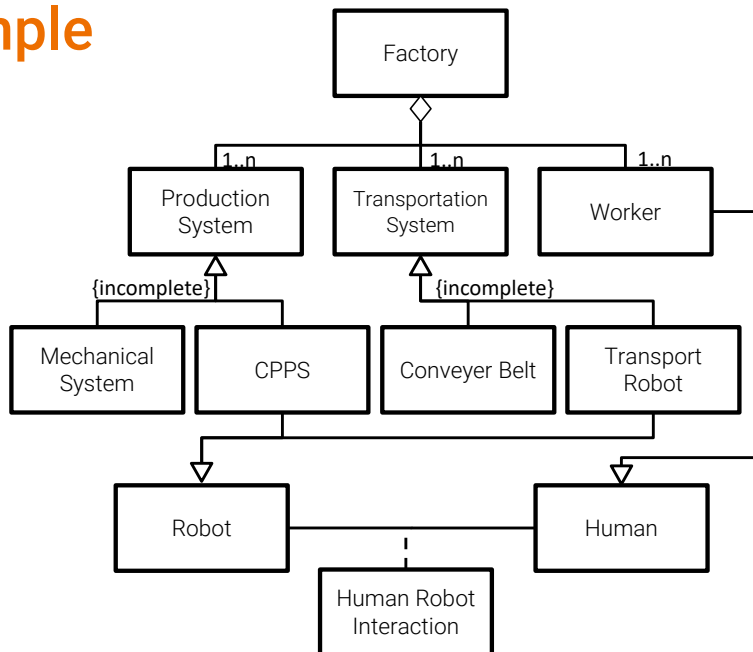 mple
Factory
1..n
1..n
1..n
Production
System
Transportation
System
Worker
{incomplete}
{incomplete}
Mechanical
System
CPPS
Conveyer Belt
Transport
Robot
Robot
Human
Human Robot
Interaction